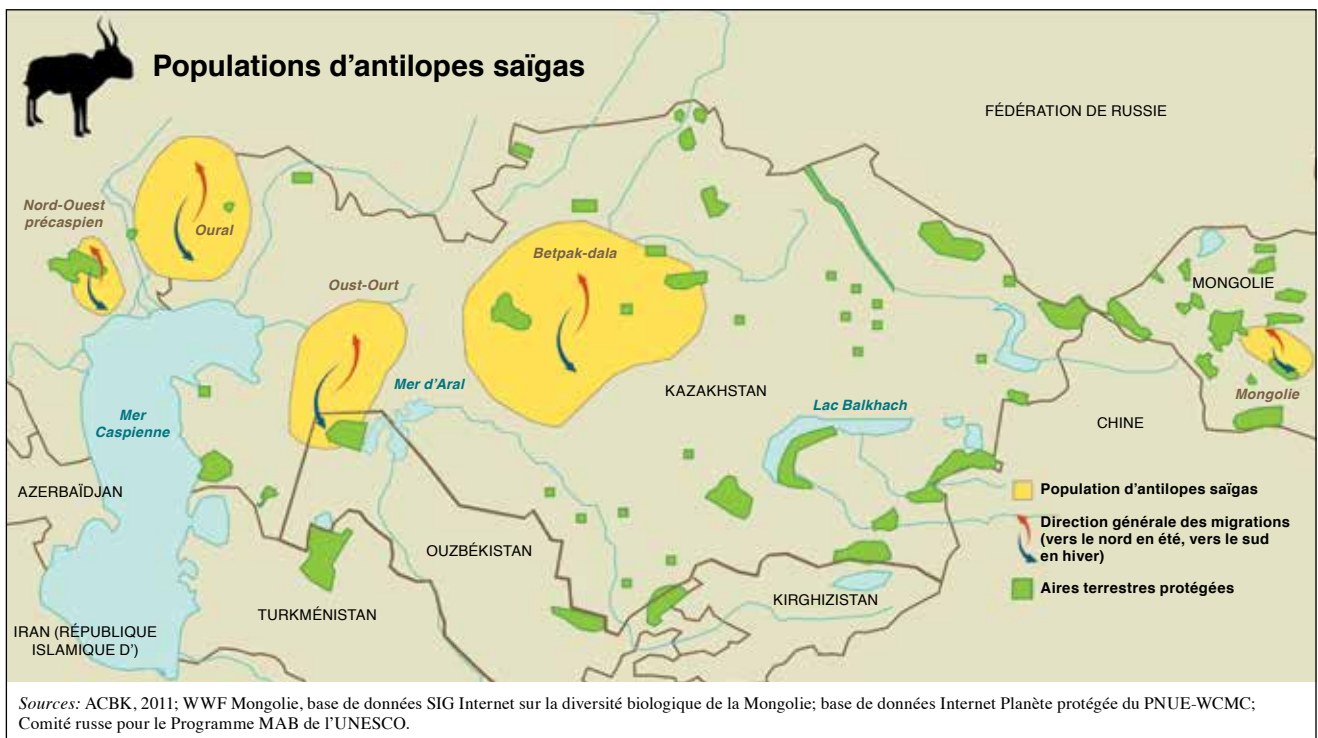 Populations d'antilopes saïgas
FÉDÉRATION DE RUSSIE
Nord-Ouest
précaspien
Oural
Betpak-dala
Oust-Ourt
MONGOLIE
Mer d'Aral
KAZAKHSTAN
Mongolie
Lac Balkhach
Mer
Caspienne
CHINE
AZERBAÏDJAN
Population d'antilopes saïgas
Direction générale des migrations
(vers le nord en été, vers le sud
en hiver)
OUZBÉKISTAN
Aires terrestres protégées
KIRGHIZISTAN
TURKMÉNISTAN
IRAN (RÉPUBLIQUE
ISLAMIQUE D')
Sources: ACBK, 2011; WWF Mongolie, base de données SIG Internet sur la diversité biologique de la Mongolie; base de données Internet Planète protégée du PNUE-WCMC;
Comité russe pour le Programme MAB de l'UNESCO.